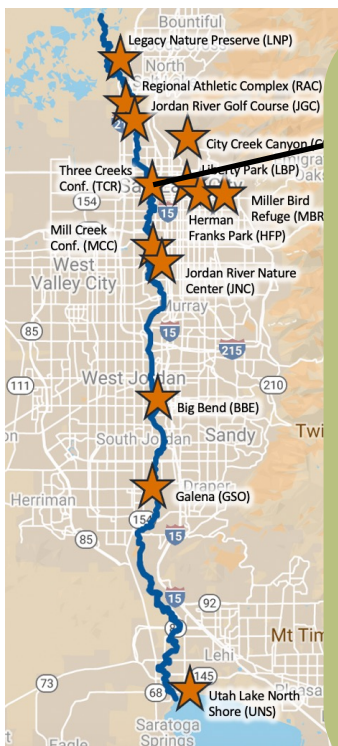 Bountiful
Legacy Nature Preserve (LNP)
North
Regional Athletic Complex (RAC)
Jordan River Golf Course (JGC)
City Creek Canyon
Liberty Park (LBP)
Three Creeks
Conf. (TCR)
154
15
Miller Bird
Refuge (MBR
Herman
Franks Park (HFP)
Mill Creek
Conf. (MCC)
West
Valley City
Jordan River Nature
Center (JNC)
Murray
85
15
215
111
West Jordan
210
Big Bend (BBE)
South Jordan
Sandy
Twi
Draper
Herriman
Galena (GSO)
154
85
15
15
92
Mt Tim
Lehi
73
145
68
Utah Lake North
Shore (UNS)
Pleasa
Saratoga
Springs
Eagle